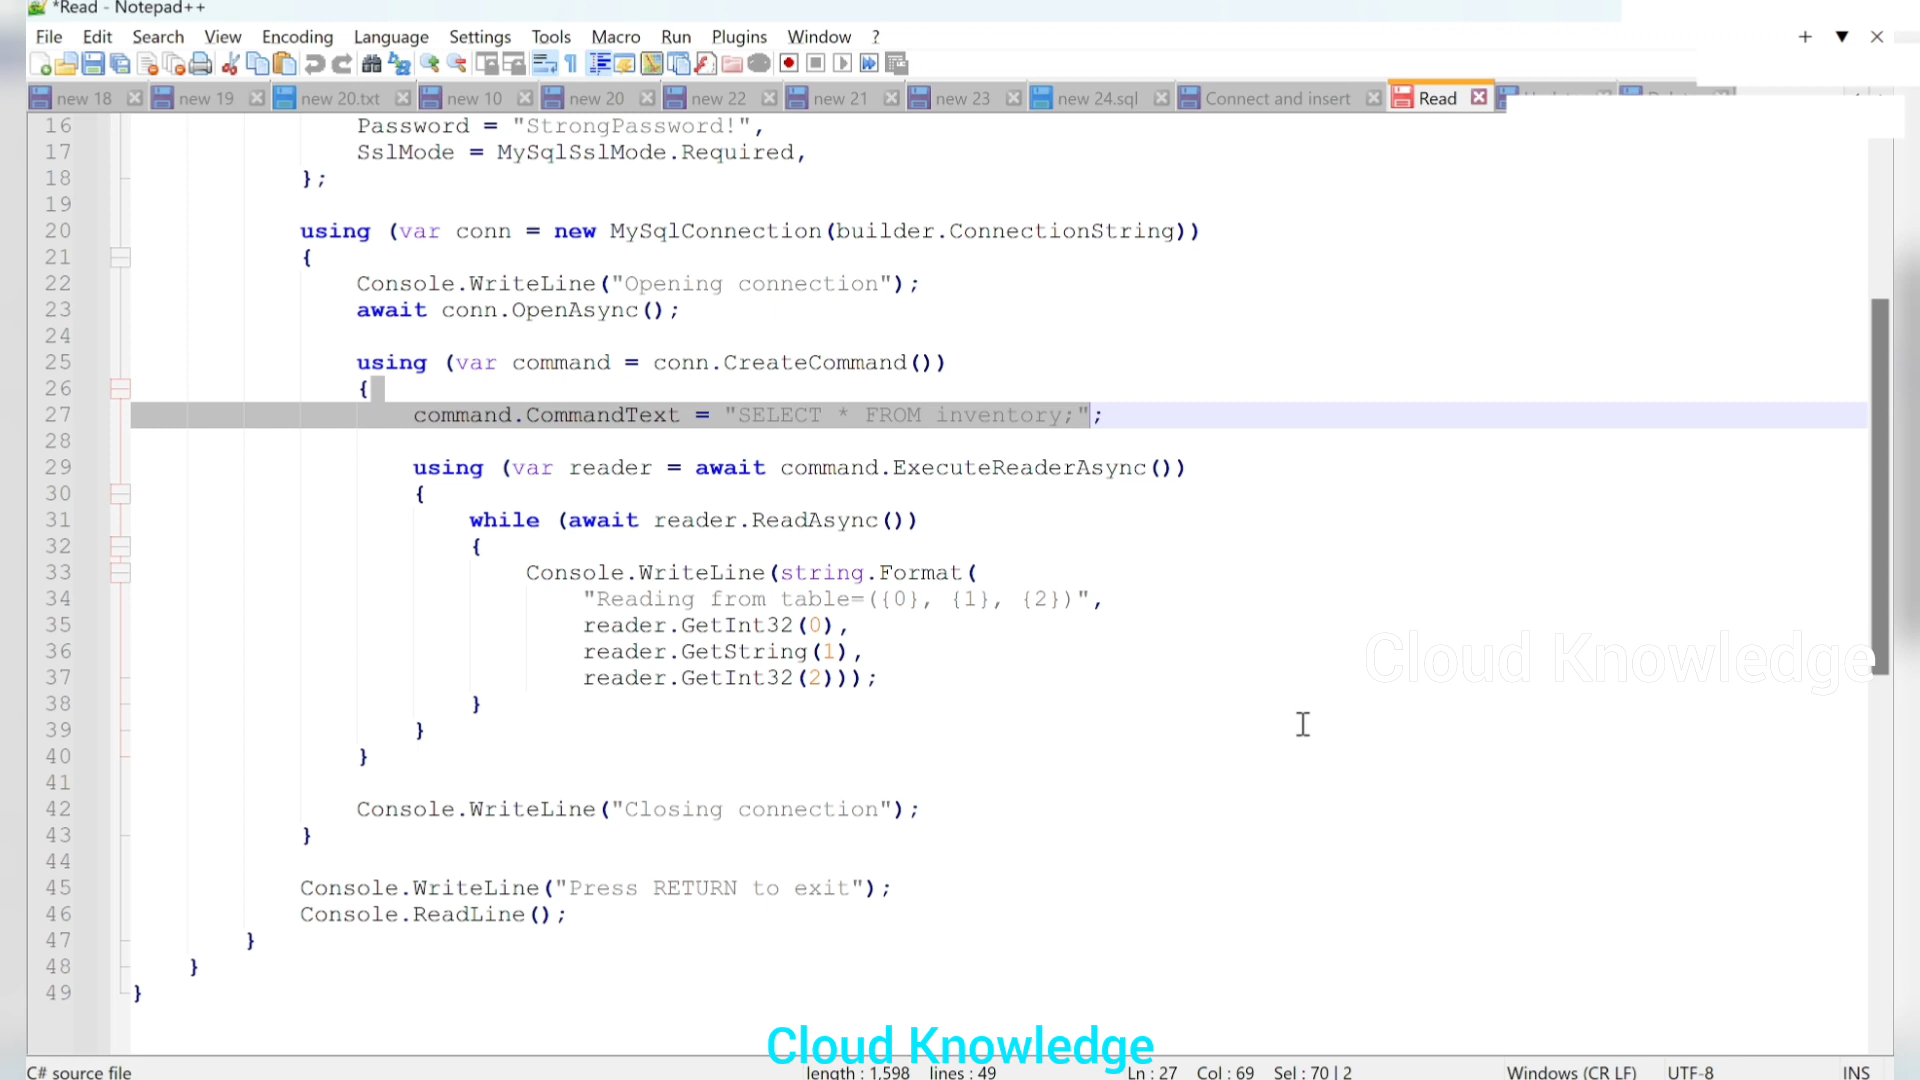 *Read - Notepad++
File Edit Search View Encoding Language Settings Tools Macro Run Plugins Window ?
new 18 new 19 new 20.txt new 10 new 20 new 22 new 21 new 23 new 24.sql Connect and insert Read
16 Password = "StrongPassword!",
17 SslMode = MySqlSslMode.Required,
18 };
19
20 using (var conn = new MySqlConnection(builder.ConnectionString))
21 {
22 Console.WriteLine("Opening connection");
23 await conn.OpenAsync();
24
25 using (var command = conn.CreateCommand())
26 {
27 command.CommandText = "SELECT * FROM inventory;";
28
29 using (var reader = await command.ExecuteReaderAsync())
30 {
31 while (await reader.ReadAsync())
32 {
33 Console.WriteLine(string.Format(
34 "Reading from table=({0}, {1}, {2})",
35 reader.GetInt32(0),
36 reader.GetString(1),
37 reader.GetInt32(2)));
38 }
39 }
40 }
41
42 Console.WriteLine("Closing connection");
43 }
44
45 Console.WriteLine("Press RETURN to exit");
46 Console.ReadLine();
47 }
48 }
49 }
Cloud Knowledge
Cloud Knowledge
C# source file length : 1,598 lines : 49 Ln : 27 Col : 69 Sel : 70 | 2 Windows (CR LF) UTF-8 INS